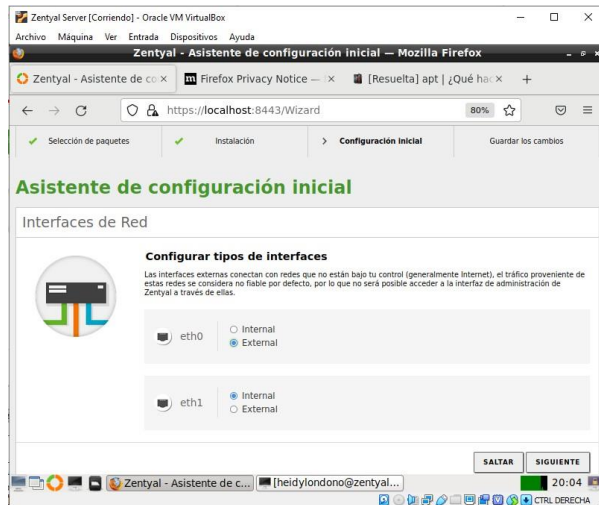 Zentyal Server [Corriendo] - Oracle VM VirtualBox
Archivo Máquina Ver Entrada Dispositivos Ayuda
Zentyal - Asistente de configuración inicial — Mozilla Firefox
Zentyal - Asistente de co
Firefox Privacy Notice —
[Resuelta] apt | ¿Qué hac
https://localhost:8443/Wizard
80%
Selección de paquetes
Instalación
Configuración inicial
Guardar los cambios
Asistente de configuración inicial
Interfaces de Red
Configurar tipos de interfaces
Las interfaces externas conectan con redes que no están bajo tu control (generalmente Internet), el tráfico proveniente de
estas redes se considera no fiable por defecto, por lo que no será posible acceder a la interfaz de administración de
Zentyal a través de ellas.
eth0
Internal
External
eth1
Internal
External
SALTAR
SIGUIENTE
Zentyal - Asistente de c...
[heidylondono@zentyal...
20:04
CTRL DERECHA